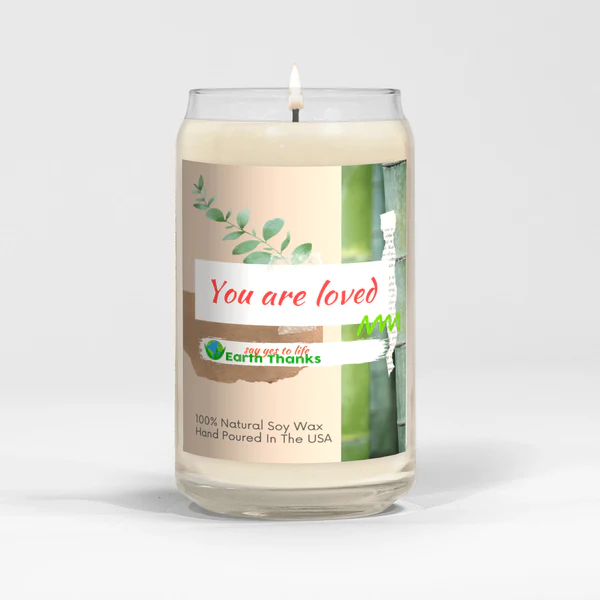 You are loved
say yes to life
Earth Thanks
100% Natural Soy Wax
Hand Poured In The USA